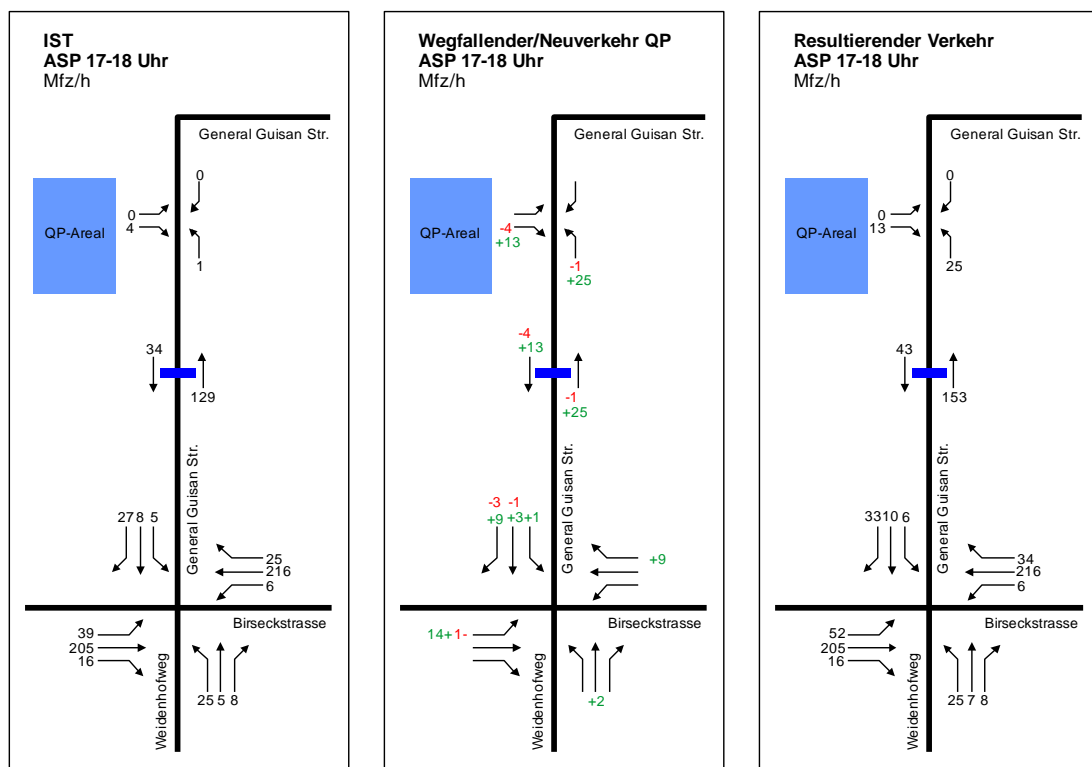 IST
ASP 17-18 Uhr
Mfz/h
General Guisan Str.
0
QP-Areal
0
4
1
34
129
General Guisan Str.
27 8 5
25
216
6
Birseckstrasse
39
205
16
Weidenhofweg
25 5 8
Wegfallender/Neuverkehr QP
ASP 17-18 Uhr
Mfz/h
General Guisan Str.
QP-Areal
-4
+13
-1
+25
-4
+13
-1
+25
General Guisan Str.
-3 -1
+9 +3 +1
+9
Birseckstrasse
14+1-
Weidenhofweg
+2
Resultierender Verkehr
ASP 17-18 Uhr
Mfz/h
General Guisan Str.
0
QP-Areal
0
13
25
43
153
General Guisan Str.
33 10 6
34
216
6
Birseckstrasse
52
205
16
Weidenhofweg
25 7 8